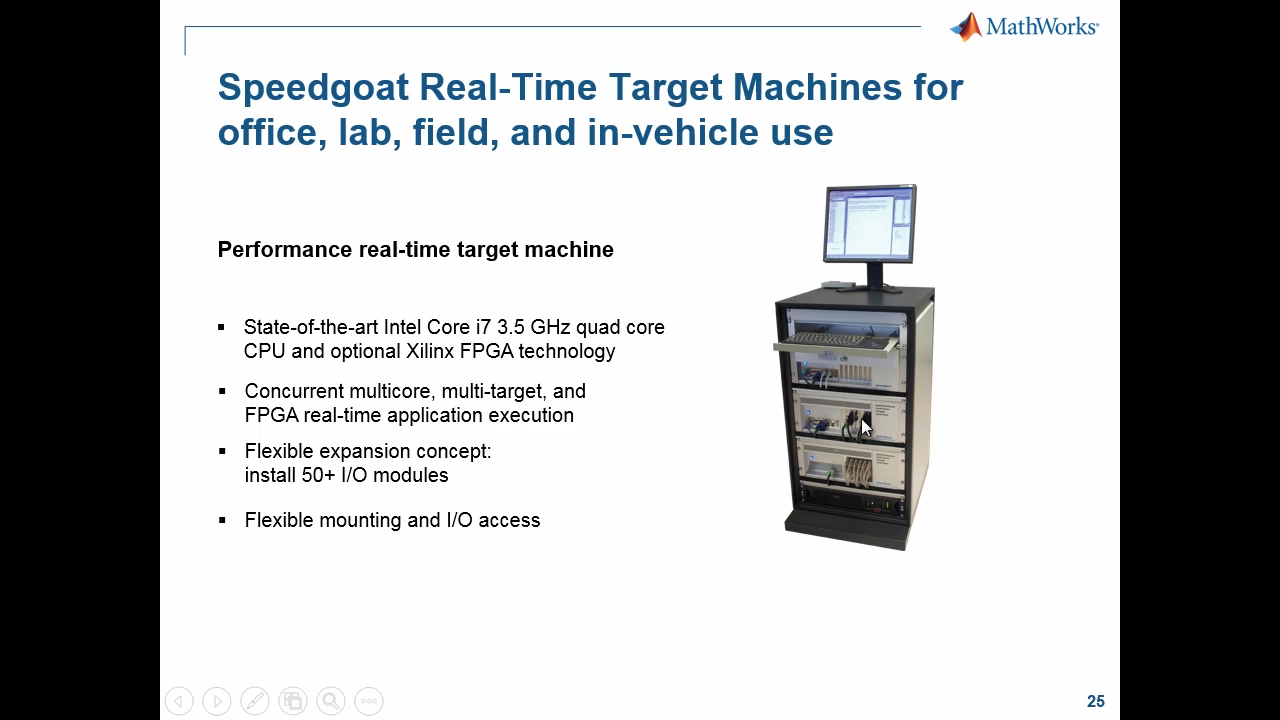 MathWorks®
Speedgoat Real-Time Target Machines for
office, lab, field, and in-vehicle use
Performance real-time target machine
▪ State-of-the-art Intel Core i7 3.5 GHz quad core
CPU and optional Xilinx FPGA technology
▪ Concurrent multicore, multi-target, and
FPGA real-time application execution
▪ Flexible expansion concept:
install 50+ I/O modules
▪ Flexible mounting and I/O access
25